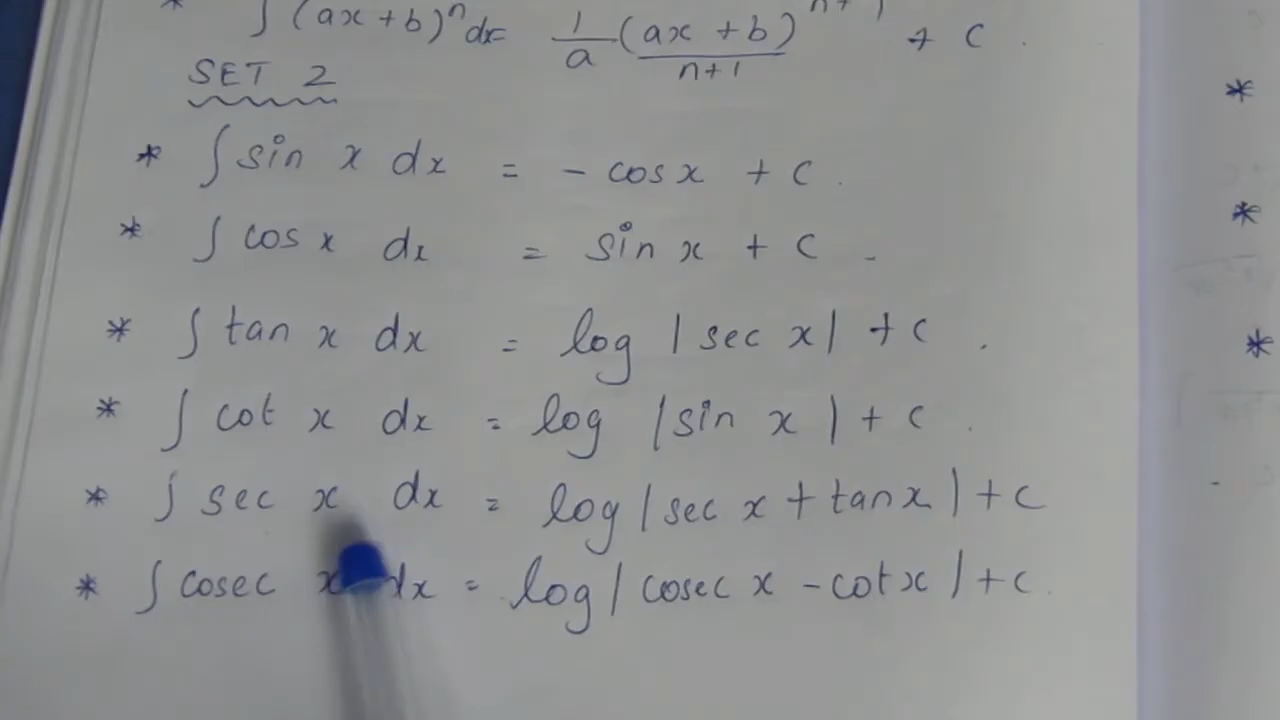 * ∫ (ax + b)^n dx = 1/a (ax + b)^n+1 / n+1 + c .
SET 2
* ∫ sin x dx = - cos x + c .
* ∫ cos x dx = sin x + c .
* ∫ tan x dx = log | sec x | + c .
* ∫ cot x dx = log | sin x | + c .
* ∫ sec x dx = log | sec x + tan x | + c
* ∫ cosec x dx = log | cosec x - cot x | + c .
*
*
*